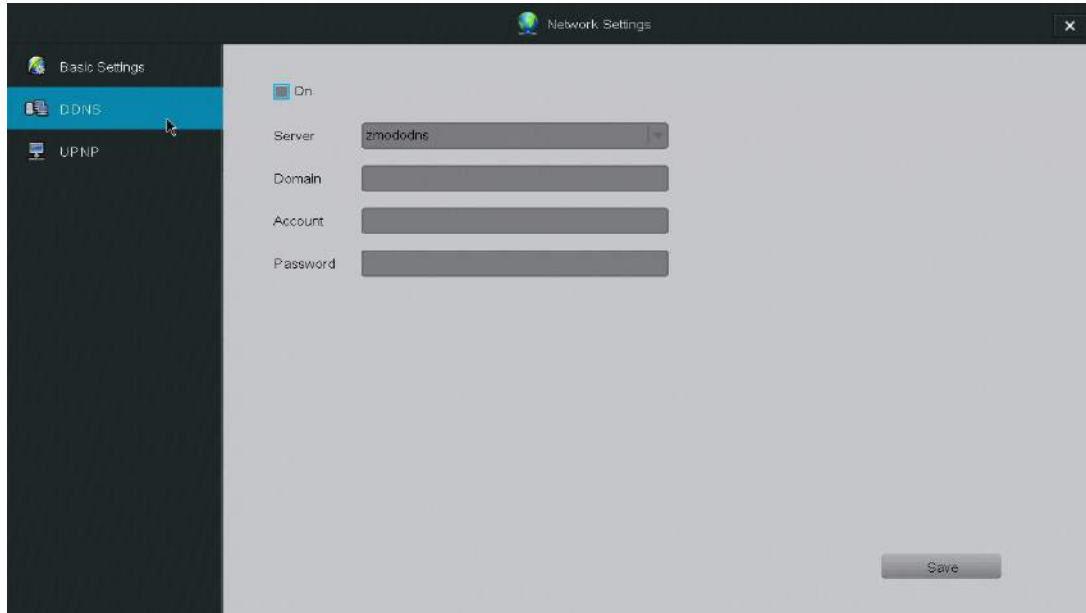 Network Settings
Basic Settings
DDNS
UPNP
On
Server zmododns
Domain
Account
Password
Save